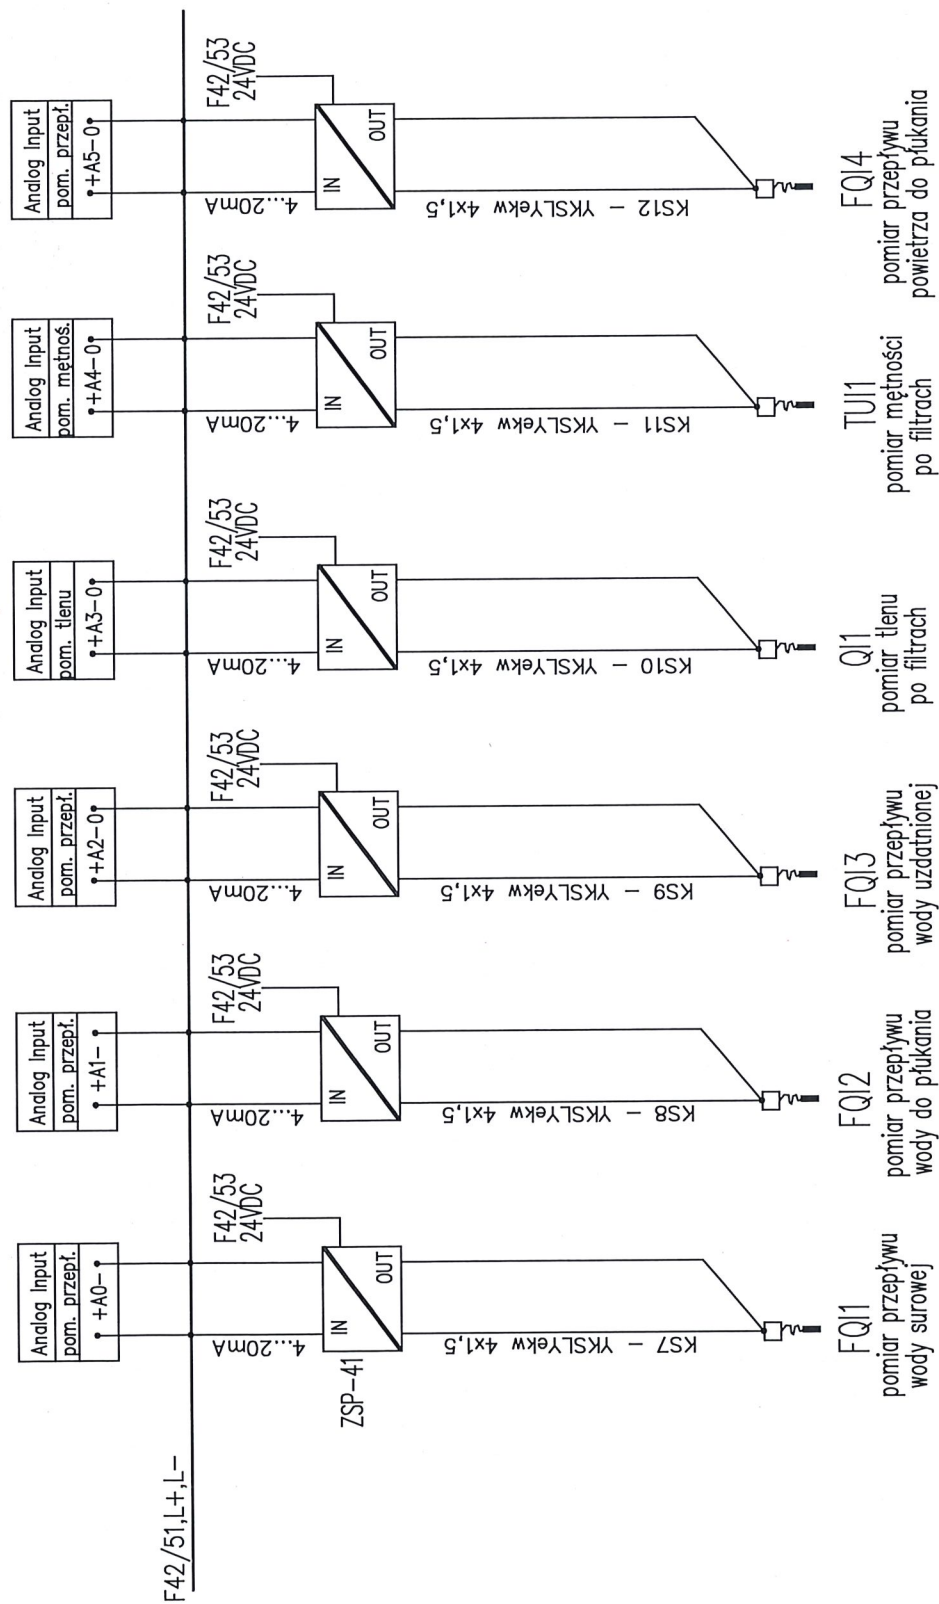 F42/51,L+,L-
Analog Input
pom. przepł.
+A0-
4...20mA
F42/53
24VDC
ZSP-41
IN
OUT
KS7 - YKSLYekw 4x1,5
FQI1
pomiar przepływu
wody surowej
Analog Input
pom. przepł.
+A1-
4...20mA
F42/53
24VDC
IN
OUT
KS8 - YKSLYekw 4x1,5
FQI2
pomiar przepływu
wody do płukania
Analog Input
pom. przepł.
+A2-0
4...20mA
F42/53
24VDC
IN
OUT
KS9 - YKSLYekw 4x1,5
FQI3
pomiar przepływu
wody uzdatnionej
Analog Input
pom. tlenu
+A3-0
4...20mA
F42/53
24VDC
IN
OUT
KS10 - YKSLYekw 4x1,5
QI1
pomiar tlenu
po filtrach
Analog Input
pom. mętnoś.
+A4-0
4...20mA
F42/53
24VDC
IN
OUT
KS11 - YKSLYekw 4x1,5
TUI1
pomiar mętności
po filtrach
Analog Input
pom. przepł.
+A5-0
4...20mA
F42/53
24VDC
IN
OUT
KS12 - YKSLYekw 4x1,5
FQI4
pomiar przepływu
powietrza do płukania